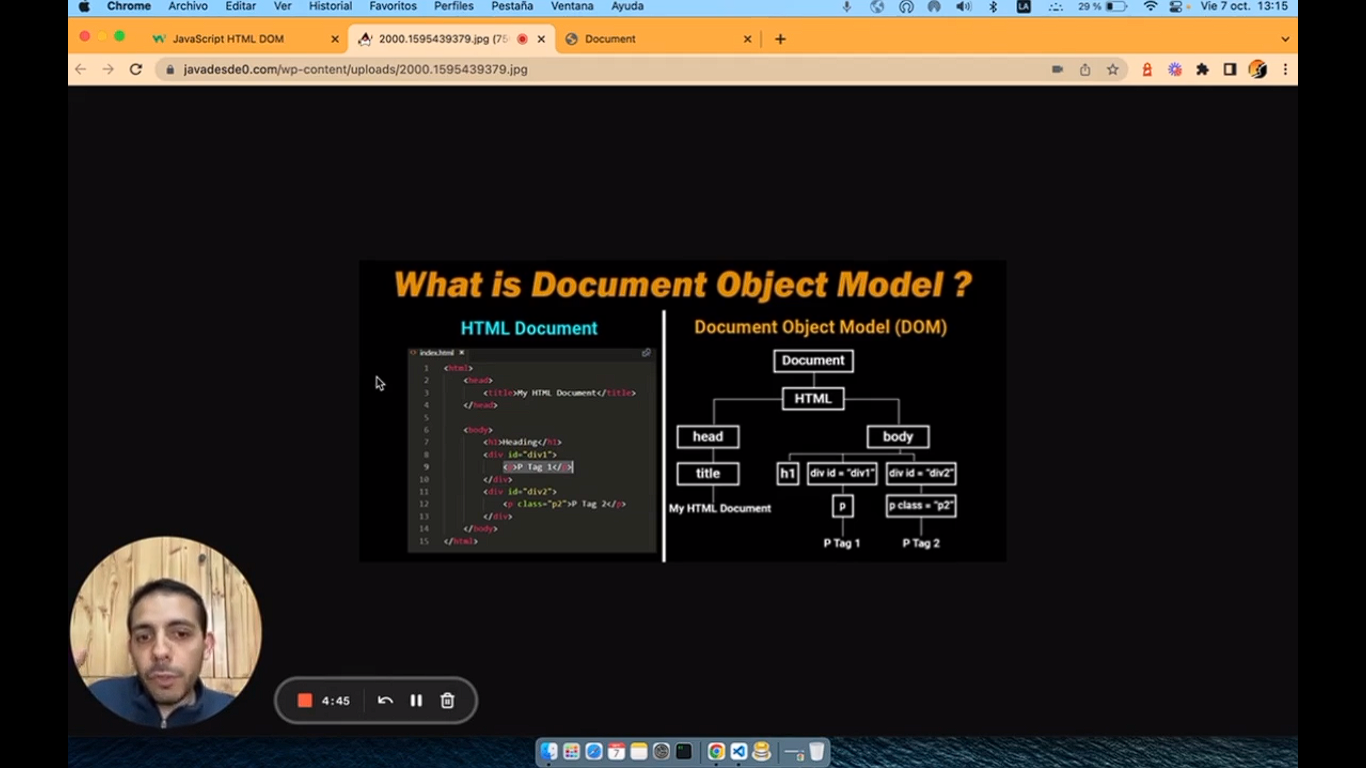 Chrome Archivo Editar Ver Historial Favoritos Perfiles Pestaña Ventana Ayuda LA 29 % Vie 7 oct. 13:15
JavaScript HTML DOM 2000.1595439379.jpg (75 Document
javadesde0.com/wp-content/uploads/2000.1595439379.jpg
What is Document Object Model ?
HTML Document
index.html
1 <html>
2 <head>
3 <title>My HTML Document</title>
4 </head>
5
6 <body>
7 <h1>Heading</h1>
8 <div id="div1">
9 <p>P Tag 1</p>
10 </div>
11 <div id="div2">
12 <p class="p2">P Tag 2</p>
13 </div>
14 </body>
15 </html>
Document Object Model (DOM)
Document
HTML
head body
title h1 div id = "div1" div id = "div2"
My HTML Document p p class = "p2"
P Tag 1 P Tag 2
4:45
7